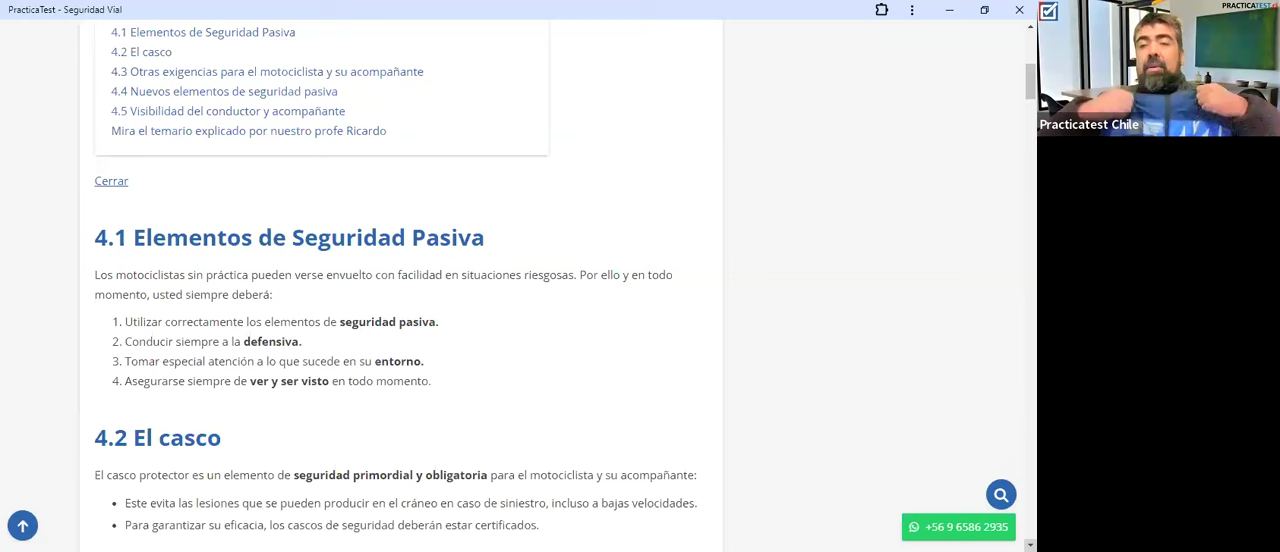 PracticaTest - Seguridad Vial
4.1 Elementos de Seguridad Pasiva
4.2 El casco
4.3 Otras exigencias para el motociclista y su acompañante
4.4 Nuevos elementos de seguridad pasiva
4.5 Visibilidad del conductor y acompañante
Mira el temario explicado por nuestro profe Ricardo
Cerrar
4.1 Elementos de Seguridad Pasiva
Los motociclistas sin práctica pueden verse envuelto con facilidad en situaciones riesgosas. Por ello y en todo
momento, usted siempre deberá:
1. Utilizar correctamente los elementos de seguridad pasiva.
2. Conducir siempre a la defensiva.
3. Tomar especial atención a lo que sucede en su entorno.
4. Asegurarse siempre de ver y ser visto en todo momento.
4.2 El casco
El casco protector es un elemento de seguridad primordial y obligatoria para el motociclista y su acompañante:
• Este evita las lesiones que se pueden producir en el cráneo en caso de siniestro, incluso a bajas velocidades.
• Para garantizar su eficacia, los cascos de seguridad deberán estar certificados.
+56 9 6586 2935
PRACTICATEST
Practicatest Chile